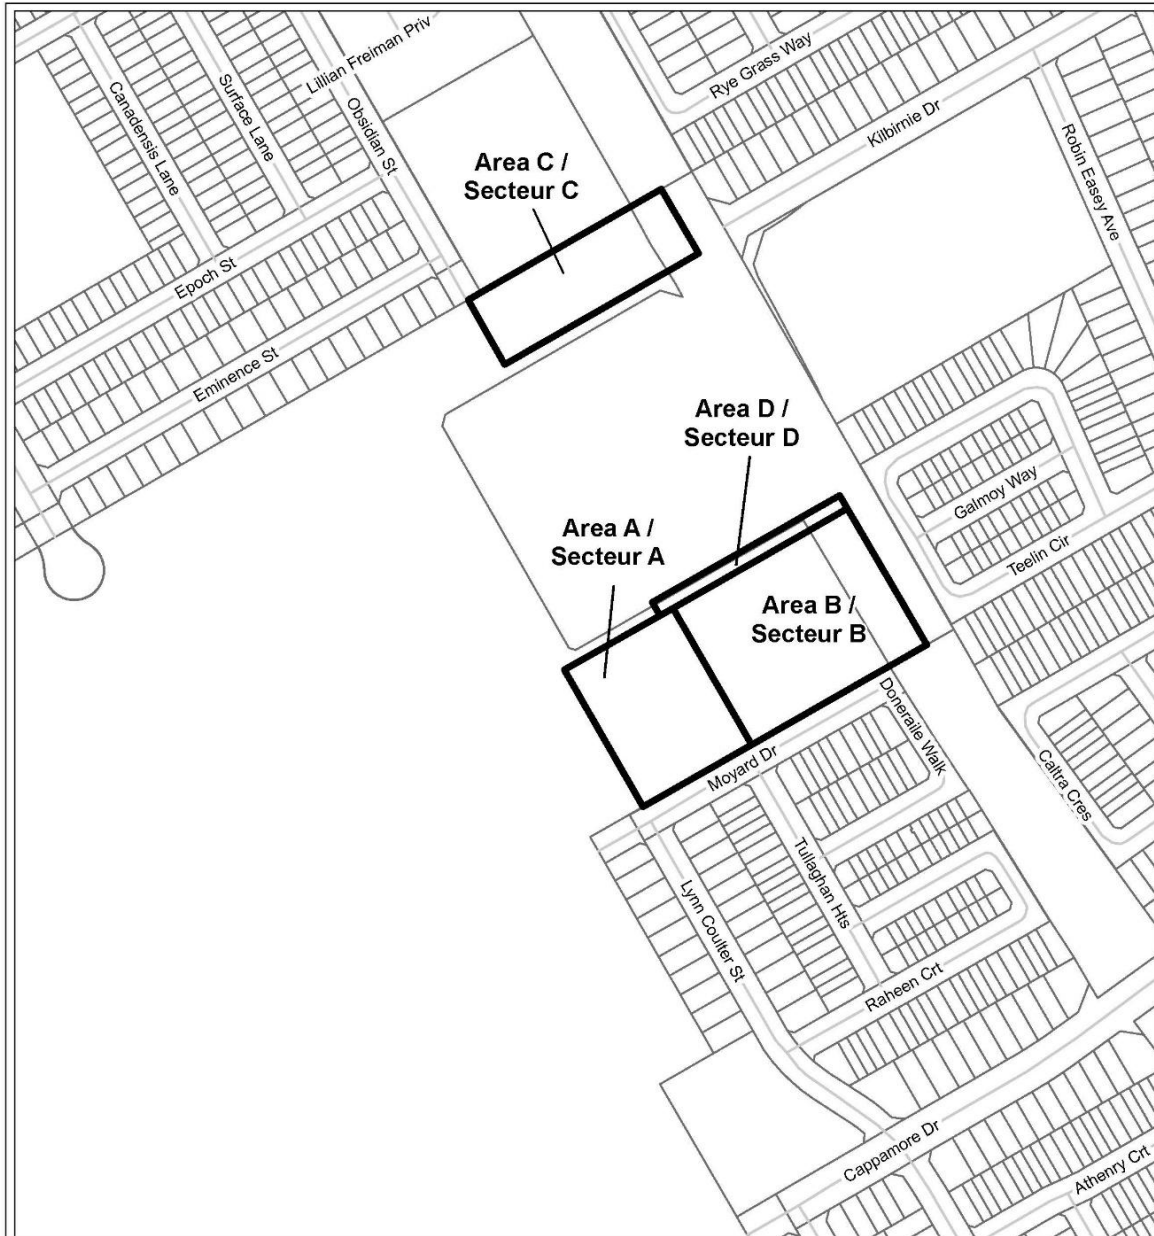 Lillian Freiman Priv
Rye Grass Way
Canadensis Lane
Surface Lane
Obsidian St
Kilbirnie Dr
Robin Easey Ave
Area C /
Secteur C
Epoch St
Eminence St
Area D /
Secteur D
Galmoy Way
Area A /
Secteur A
Teelin Cir
Area B /
Secteur B
Doneraile Walk
Moyard Dr
Caltra Cres
Tullaghan Hts
Lynn Coulter St
Raheen Crt
Cappamore Dr
Athenry Crt